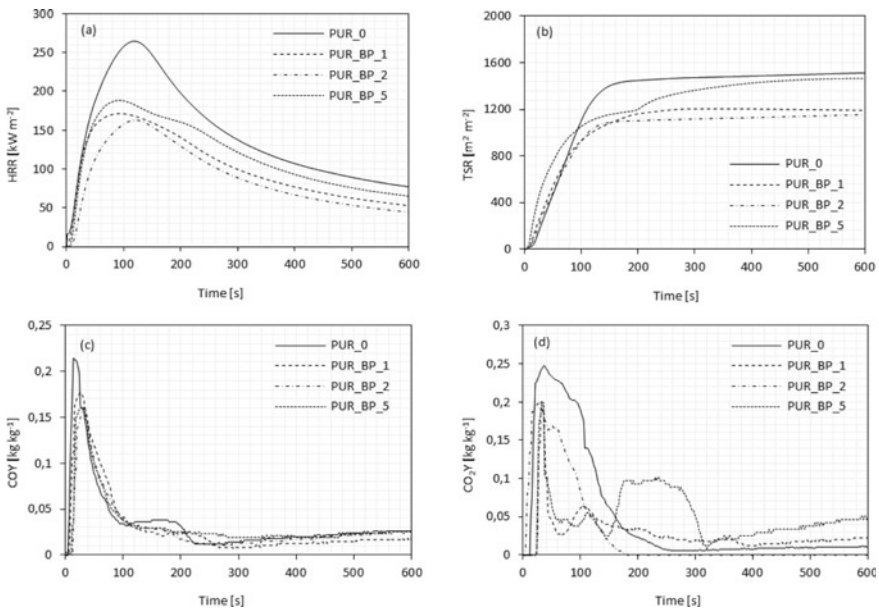 (a)
PUR_0
PUR_BP_1
PUR_BP_2
PUR_BP_5
HRR [kW m⁻²]
300
250
200
150
100
50
0
0 100 200 300 400 500 600
Time [s]
(b)
PUR_0
PUR_BP_1
PUR_BP_2
PUR_BP_5
TSR [m² m⁻²]
2000
1600
1200
800
400
0
0 100 200 300 400 500 600
Time [s]
(c)
PUR_0
PUR_BP_1
PUR_BP_2
PUR_BP_5
COY [kg kg⁻¹]
0,25
0,2
0,15
0,1
0,05
0
0 100 200 300 400 500 600
Time [s]
(d)
PUR_0
PUR_BP_1
PUR_BP_2
PUR_BP_5
CO₂Y [kg kg⁻¹]
0,3
0,25
0,2
0,15
0,1
0,05
0
0 100 200 300 400 500 600
Time [s]